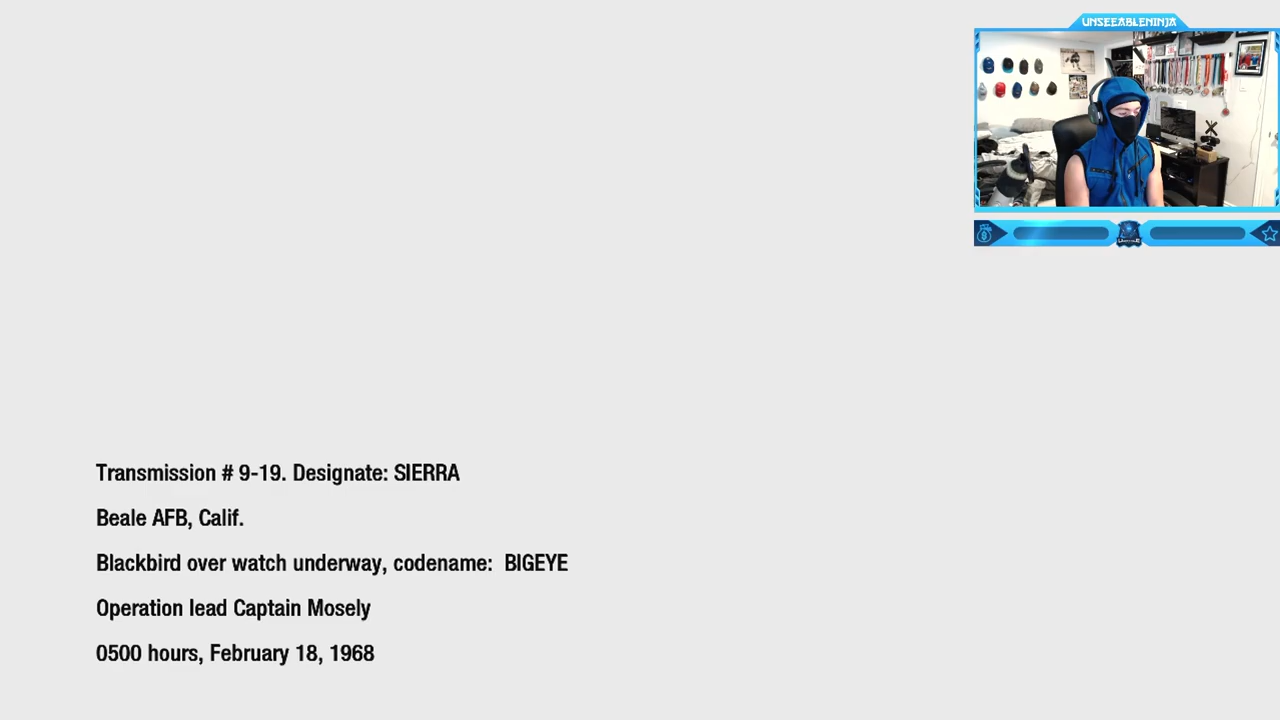 UNSEEABLENINJA
Transmission # 9-19. Designate: SIERRA
Beale AFB, Calif.
Blackbird over watch underway, codename:  BIGEYE
Operation lead Captain Mosely
0500 hours, February 18, 1968